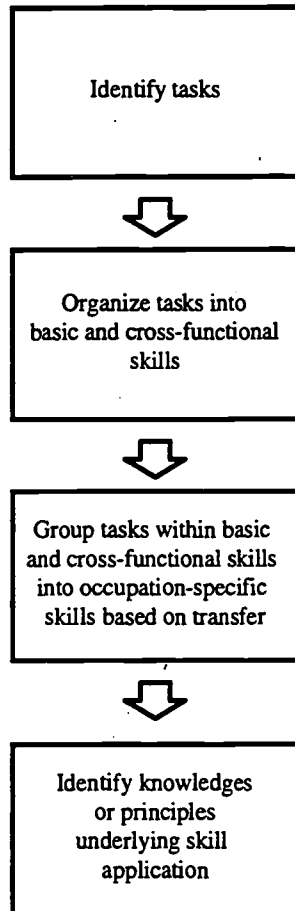 Identify tasks
Organize tasks into
basic and cross-functional
skills
Group tasks within basic
and cross-functional skills
into occupation-specific
skills based on transfer
Identify knowledges
or principles
underlying skill
application